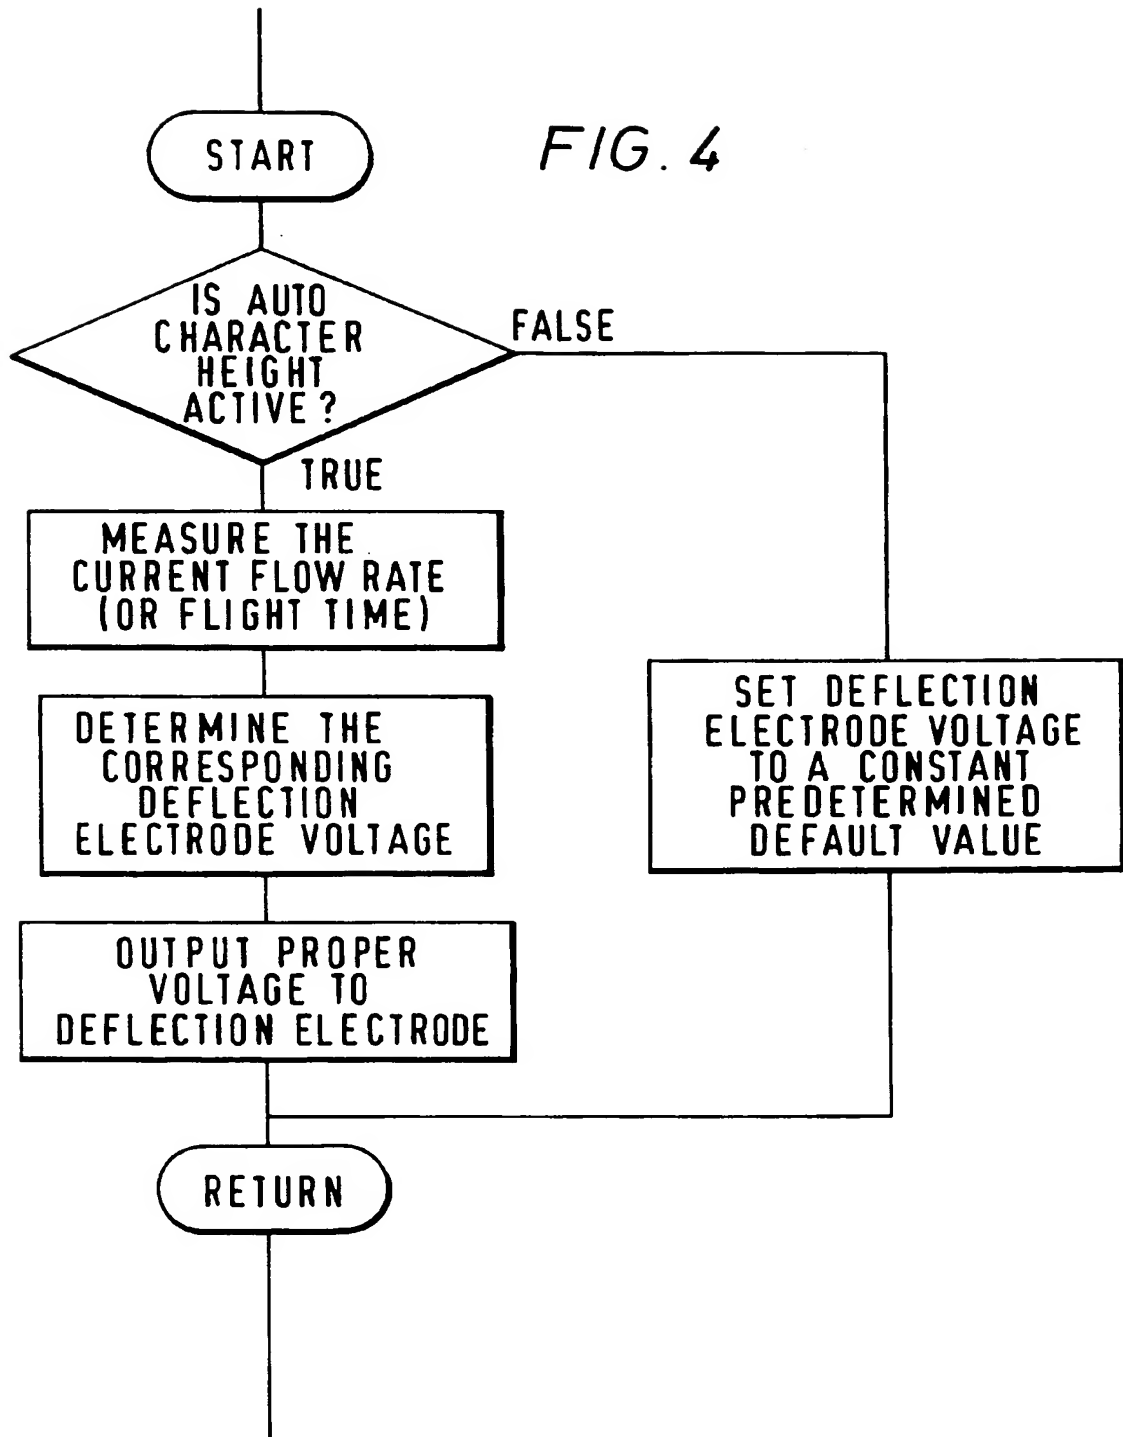 START
FIG. 4
IS AUTO
CHARACTER
HEIGHT
ACTIVE?
FALSE
TRUE
MEASURE THE
CURRENT FLOW RATE
(OR FLIGHT TIME)
DETERMINE THE
CORRESPONDING
DEFLECTION
ELECTRODE VOLTAGE
OUTPUT PROPER
VOLTAGE TO
DEFLECTION ELECTRODE
SET DEFLECTION
ELECTRODE VOLTAGE
TO A CONSTANT
PREDETERMINED
DEFAULT VALUE
RETURN